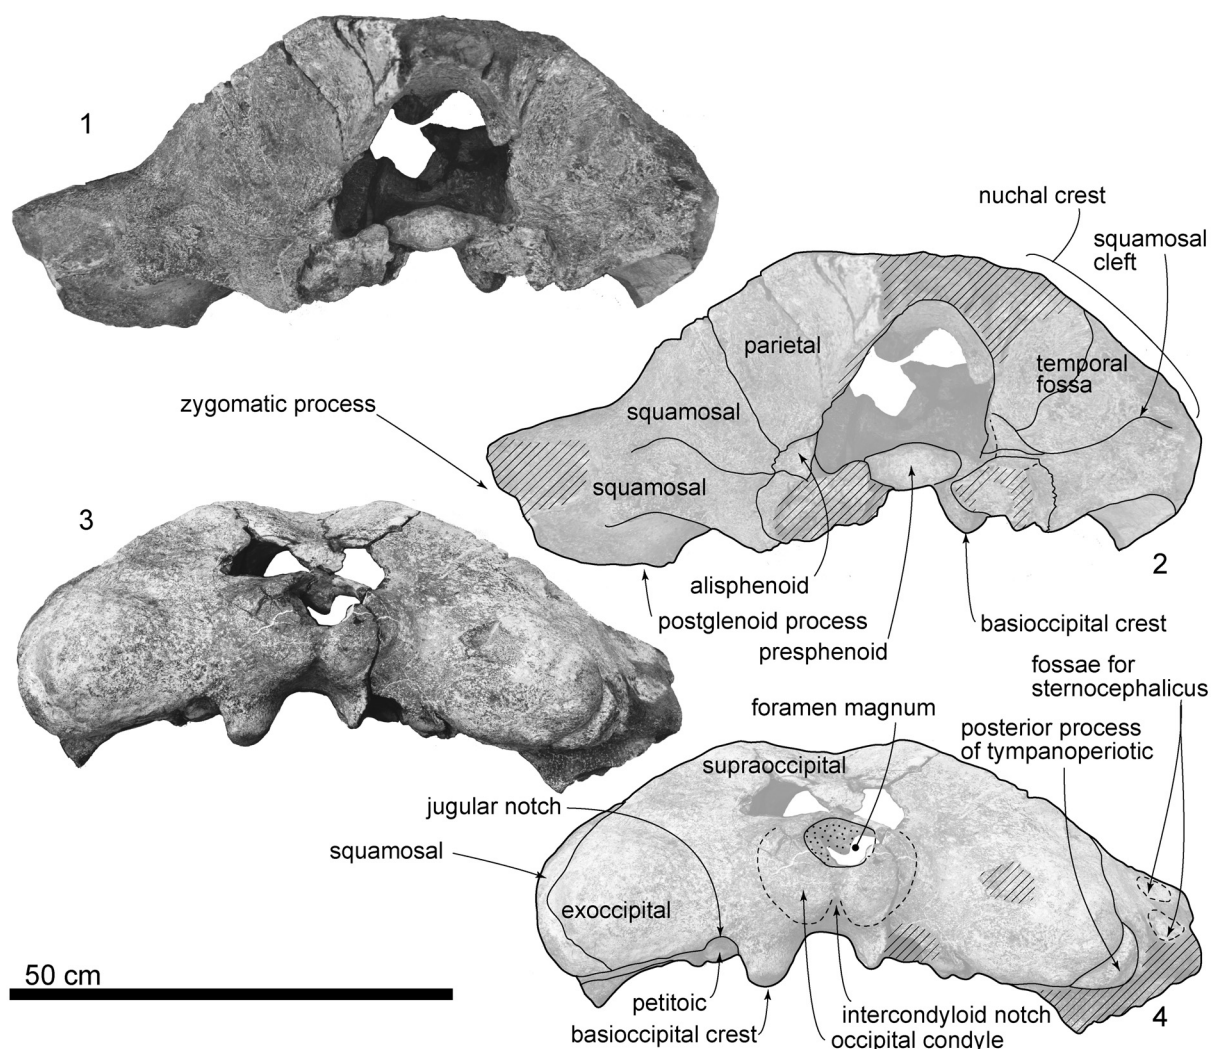 1
nuchal crest
squamosal
cleft
parietal
temporal
fossa
zygomatic process
squamosal
squamosal
3
2
alisphenoid
postglenoid process
presphenoid
basioccipital crest
fossae for
sternocephalicus
foramen magnum
posterior process
of tympanoperiotic
supraoccipital
jugular notch
squamosal
exoccipital
50 cm
petitoic
basioccipital crest
intercondyloid notch
occipital condyle
4